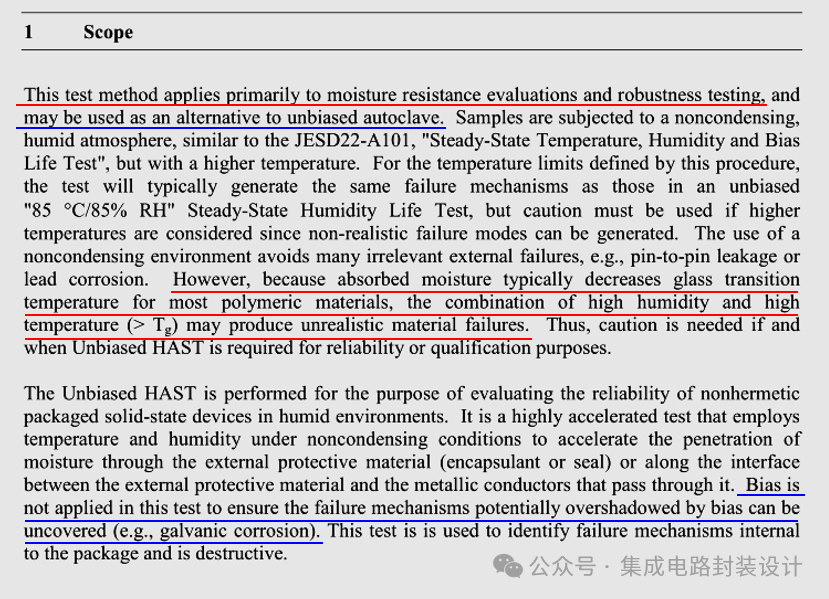 1 Scope
This test method applies primarily to moisture resistance evaluations and robustness testing, and
may be used as an alternative to unbiased autoclave. Samples are subjected to a noncondensing,
humid atmosphere, similar to the JESD22-A101, "Steady-State Temperature, Humidity and Bias
Life Test", but with a higher temperature. For the temperature limits defined by this procedure,
the test will typically generate the same failure mechanisms as those in an unbiased
"85 °C/85% RH" Steady-State Humidity Life Test, but caution must be used if higher
temperatures are considered since non-realistic failure modes can be generated. The use of a
noncondensing environment avoids many irrelevant external failures, e.g., pin-to-pin leakage or
lead corrosion. However, because absorbed moisture typically decreases glass transition
temperature for most polymeric materials, the combination of high humidity and high
temperature (> Tg) may produce unrealistic material failures. Thus, caution is needed if and
when Unbiased HAST is required for reliability or qualification purposes.
The Unbiased HAST is performed for the purpose of evaluating the reliability of nonhermetic
packaged solid-state devices in humid environments. It is a highly accelerated test that employs
temperature and humidity under noncondensing conditions to accelerate the penetration of
moisture through the external protective material (encapsulant or seal) or along the interface
between the external protective material and the metallic conductors that pass through it. Bias is
not applied in this test to ensure the failure mechanisms potentially overshadowed by bias can be
uncovered (e.g., galvanic corrosion). This test is is used to identify failure mechanisms internal
to the package and is destructive.
公众号 · 集成电路封装设计